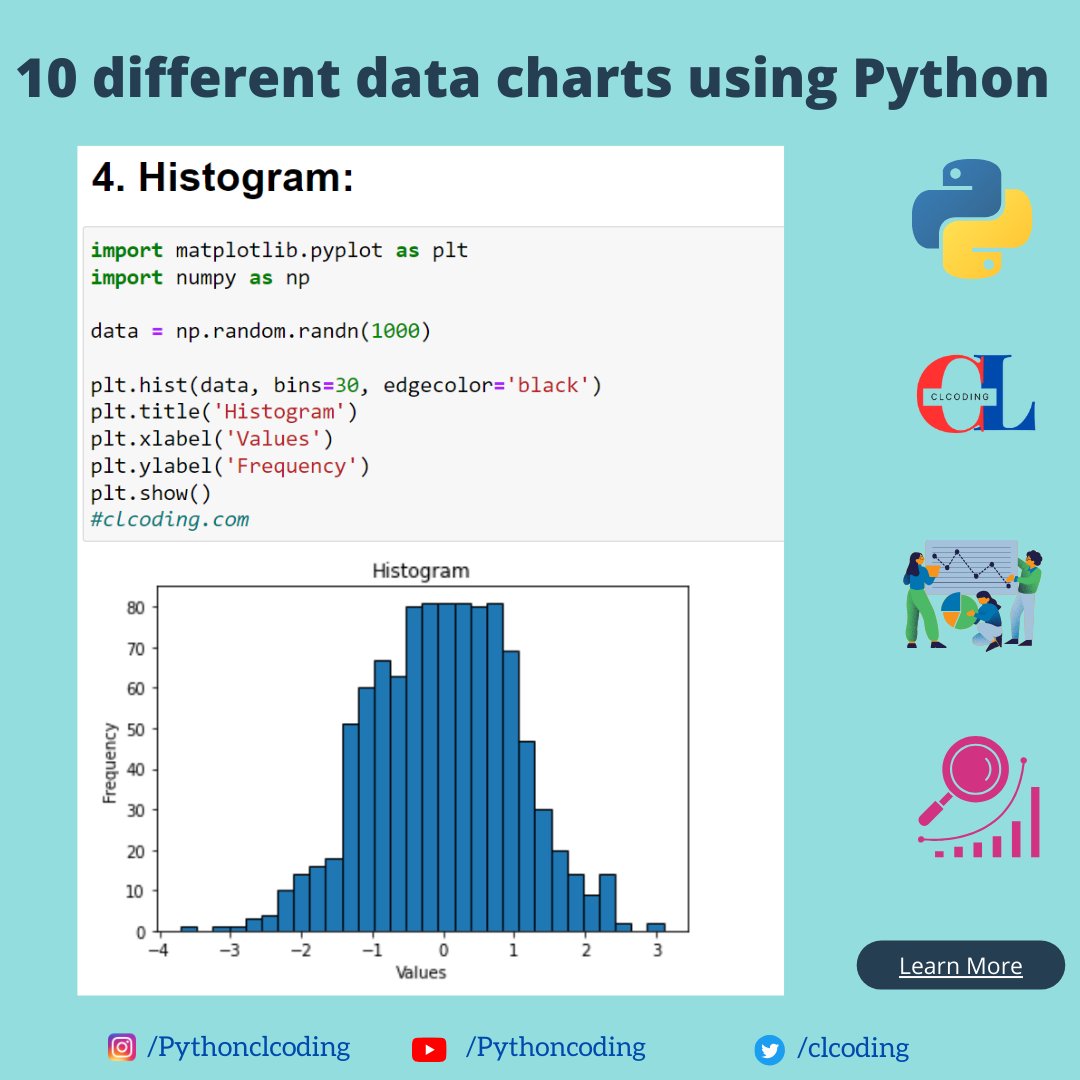 10 different data charts using Python
4. Histogram:
import matplotlib.pyplot as plt
import numpy as np
data = np.random.randn(1000)
plt.hist(data, bins=30, edgecolor='black')
plt.title('Histogram')
plt.xlabel('Values')
plt.ylabel('Frequency')
plt.show()
#clcoding.com
CL
CLCODING
Histogram
Frequency
80
70
60
50
40
30
20
10
0
−4 −3 −2 −1 0 1 2 3
Values
Learn More
/Pythonclcoding /Pythoncoding /clcoding